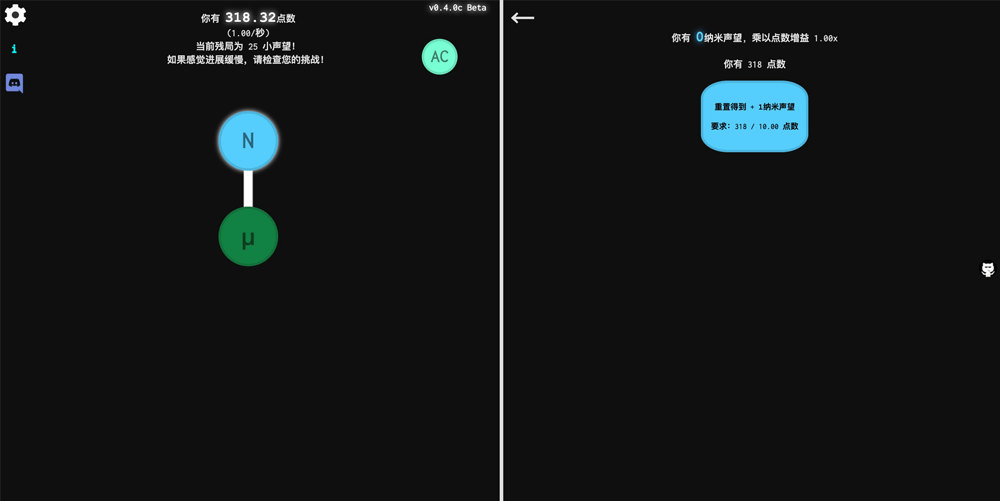 v0.4.0c Beta
你有 318.32点数
(1.00/秒)
当前残局为 25 小声望!
如果感觉进展缓慢, 请检查您的挑战!
i
AC
N
μ
你有 0纳米声望, 乘以点数增益 1.00x
你有 318 点数
重置得到 + 1纳米声望
要求: 318 / 10.00 点数